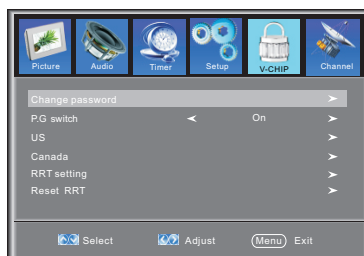 Picture Audio Timer Setup V-CHIP Channel
Change password
P.G switch On
US
Canada
RRT setting
Reset RRT
Select Adjust Menu Exit